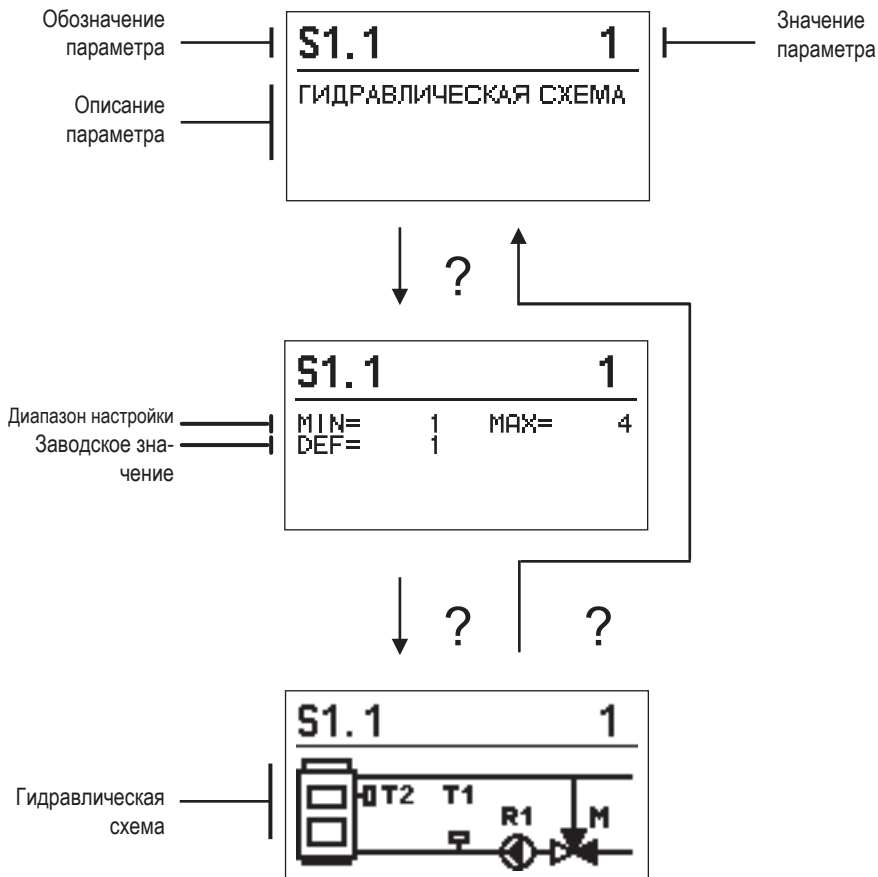 Обозначение
параметра
S1.1 1
Значение
параметра
Описание
параметра
ГИДРАВЛИЧЕСКАЯ СХЕМА
?
S1.1 1
Диапазон настройки
MIN= 1 MAX= 4
Заводское зна-
чение
DEF= 1
? ?
S1.1 1
Гидравлическая
схема
T2 T1
R1 M